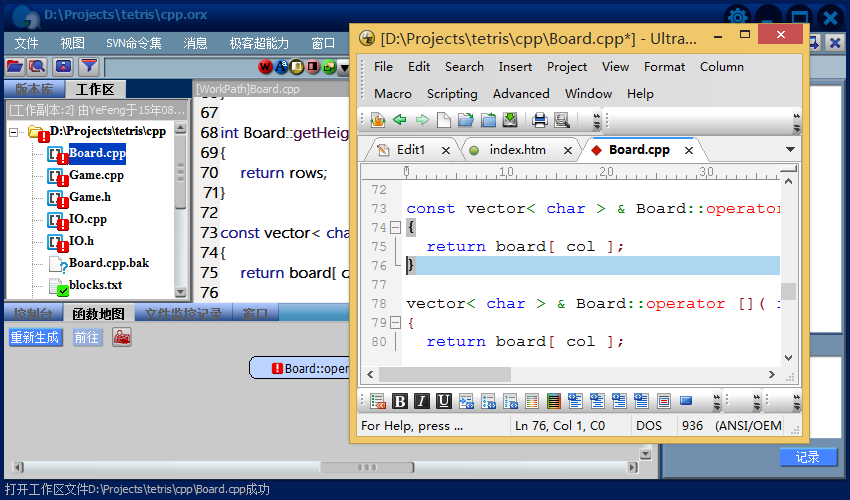 D:\Projects\tetris\cpp.orx
文件 视图 SVN命令集 消息 极客超能力 窗口
版本库 工作区
[工作副本:2] 由YeFeng于15年08...
D:\Projects\tetris\cpp
Board.cpp
Game.cpp
Game.h
IO.cpp
IO.h
Board.cpp.bak
blocks.txt
[WorkPath]Board.cpp
67
68 int Board::getHeig
69 {
70 return rows;
71 }
72
73 const vector< cha
74 {
75 return board[ c
76
控制台 函数地图 文件监控记录 窗口
重新生成 前往
Board::oper
记录
打开工作区文件D:\Projects\tetris\cpp\Board.cpp成功
[D:\Projects\tetris\cpp\Board.cpp*] - Ultra...
File Edit Search Insert Project View Format Column
Macro Scripting Advanced Window Help
Edit1 index.htm Board.cpp
0 10 20 30
72
73 const vector< char > & Board::operator
74 {
75 return board[ col ];
76 }
77
78 vector< char > & Board::operator []( i
79 {
80 return board[ col ];
B I U
For Help, press ... Ln 76, Col 1, C0 DOS 936 (ANSI/OEM